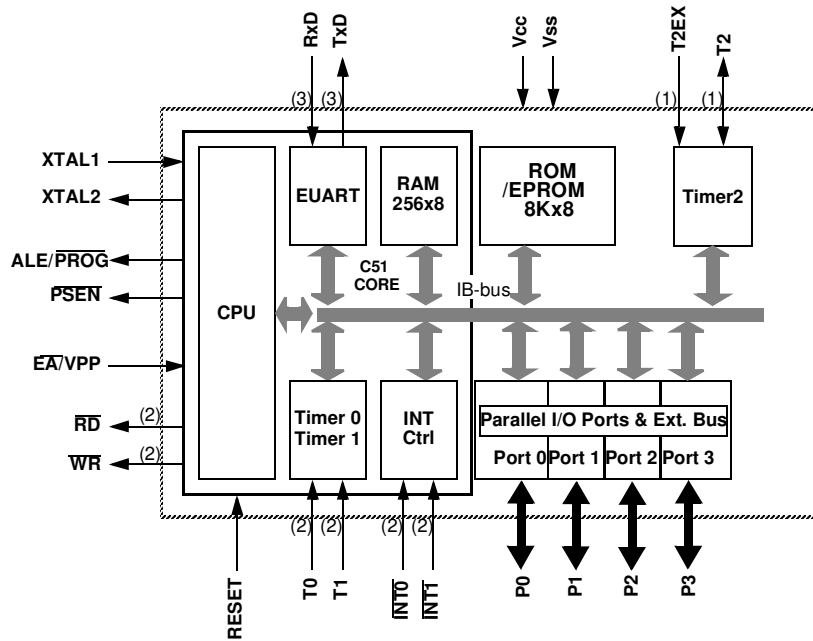 RxD TxD Vcc Vss T2EX T2
(3) (3) (1) (1)
XTAL1
XTAL2
ALE/PROG
PSEN
EA/VPP
(2) RD
(2) WR
CPU
EUART
RAM
256x8
ROM
/EPROM
8Kx8
Timer2
C51
CORE
IB-bus
Timer 0
Timer 1
INT
Ctrl
Parallel I/O Ports & Ext. Bus
Port 0 Port 1 Port 2 Port 3
(2) (2) (2) (2)
RESET T0 T1 INT0 INT1 P0 P1 P2 P3